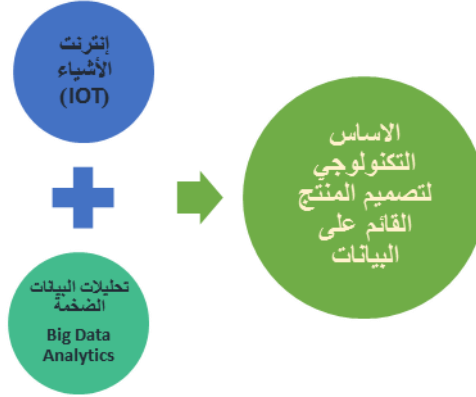 إنترنت
الأشياء
(IOT)
تحليلات البيانات
الضخمة
Big Data
Analytics
الاساس
التكنولوجي
لتصميم المنتج
القائم على
البيانات